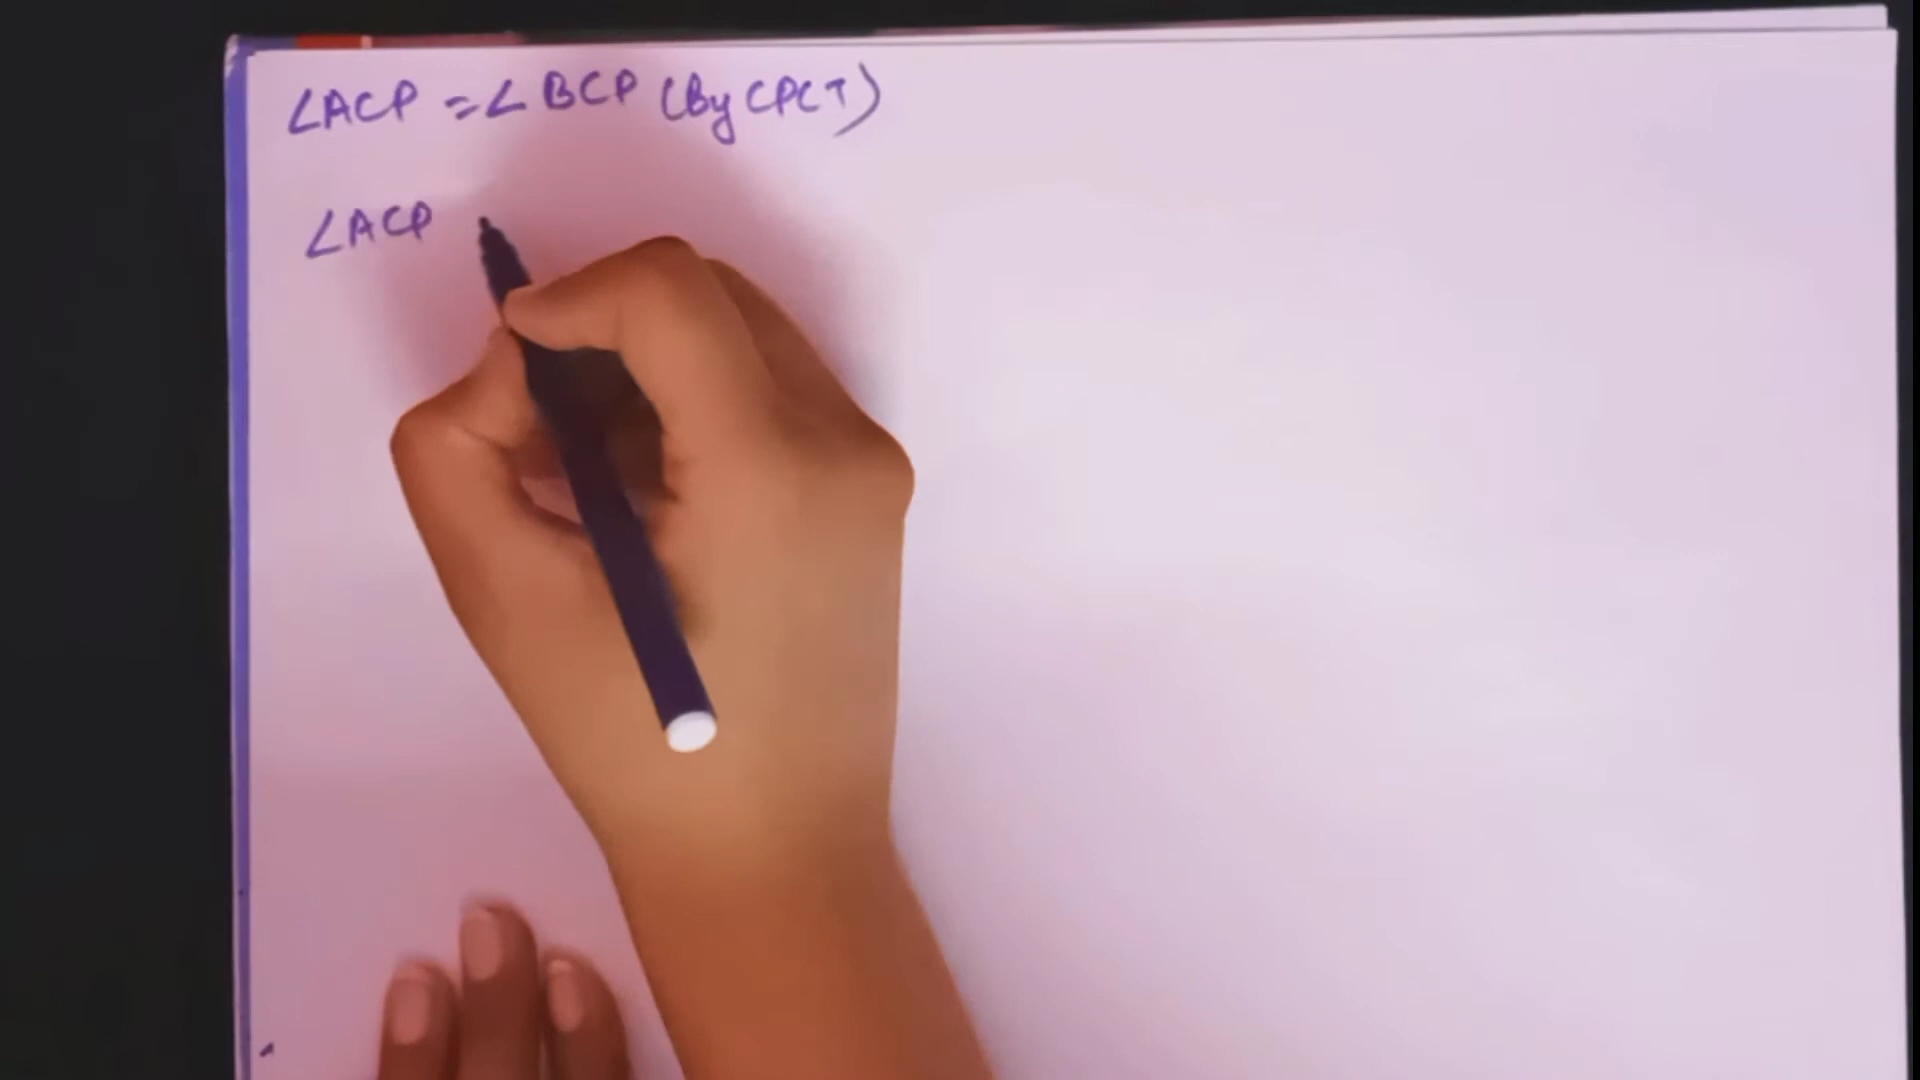 ∠ACP = ∠BCP (By CPCT)
∠ACP